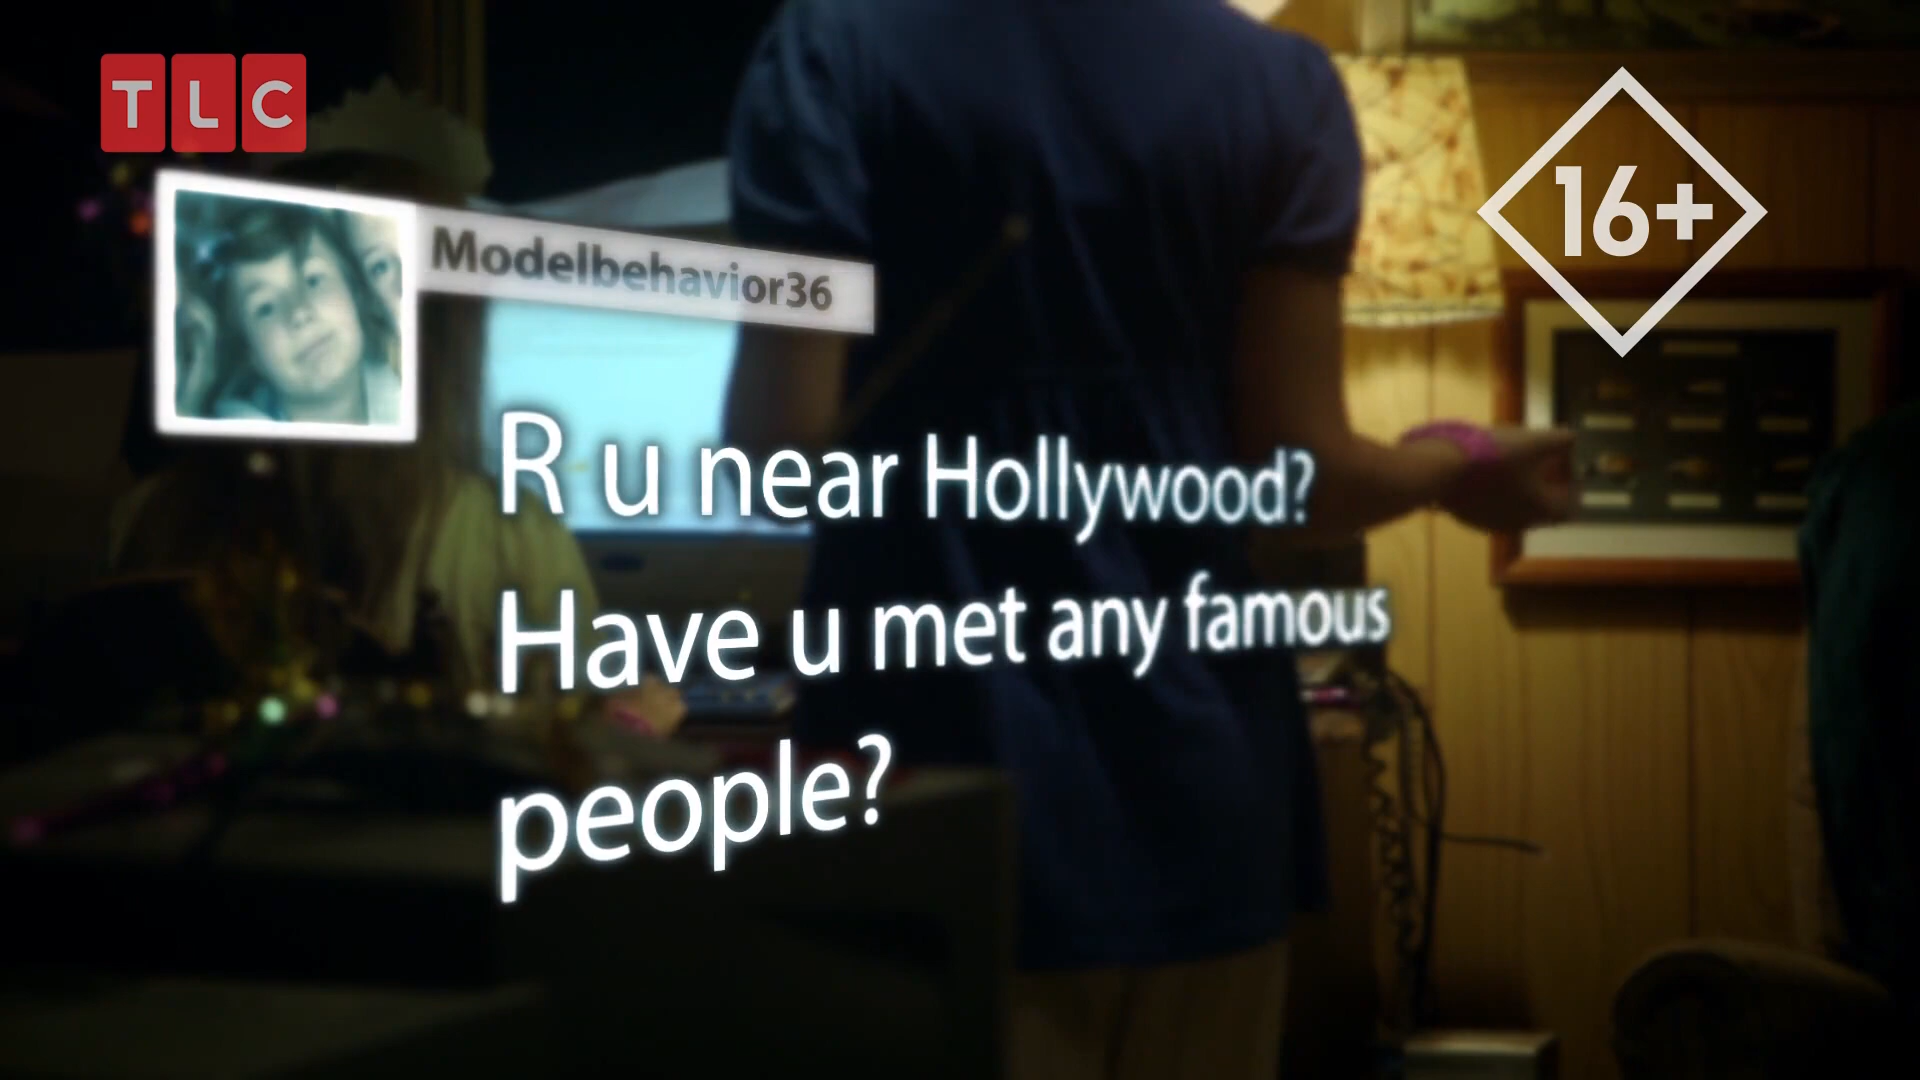 TLC
16+
Modelbehavior36
R u near Hollywood?
Have u met any famous
people?